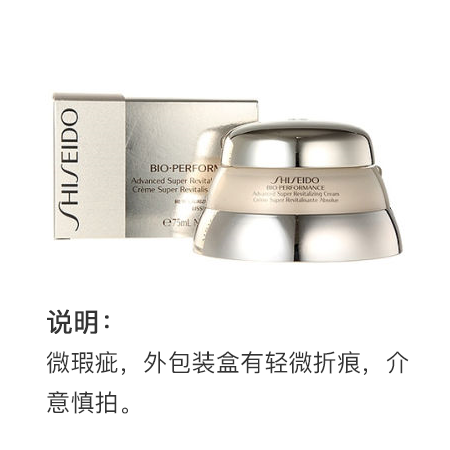 SHISEIDO
BIO-PERFORM
Advanced Super Revital
Crème Super Revitalis
℮75mL
SHISEIDO
BIO-PERFORMANCE
Advanced Super Revitalizing Cream
Crème Super Revitalisante Absolue
说明：
微瑕疵，外包装盒有轻微折痕，介
意慎拍。